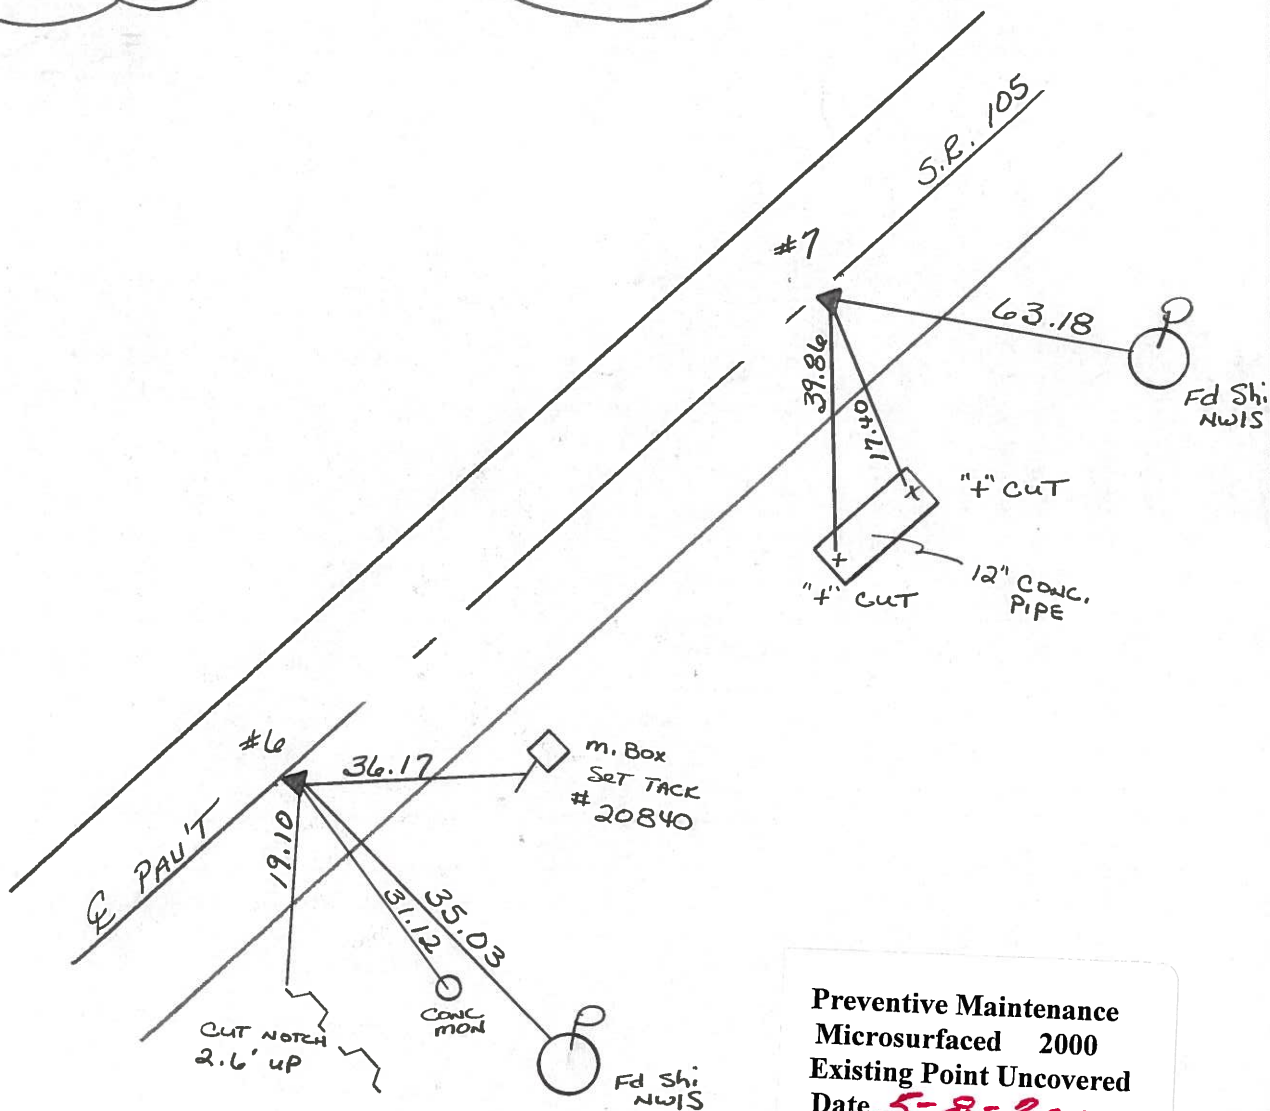 S.R. 105
#7
63.18
39.86
17.40
Fd Shi.
NWIS
"+" CUT
12" CONC.
PIPE
"+" CUT
#6
36.17
M. BOX
SET TACK
# 20840
℄ PAV'T
19.10
31.12
35.03
CONC
MON
CUT NOTCH
2.6' UP
Fd Shi
NWIS
Preventive Maintenance
Microsurfaced 2000
Existing Point Uncovered
Date 5-8-